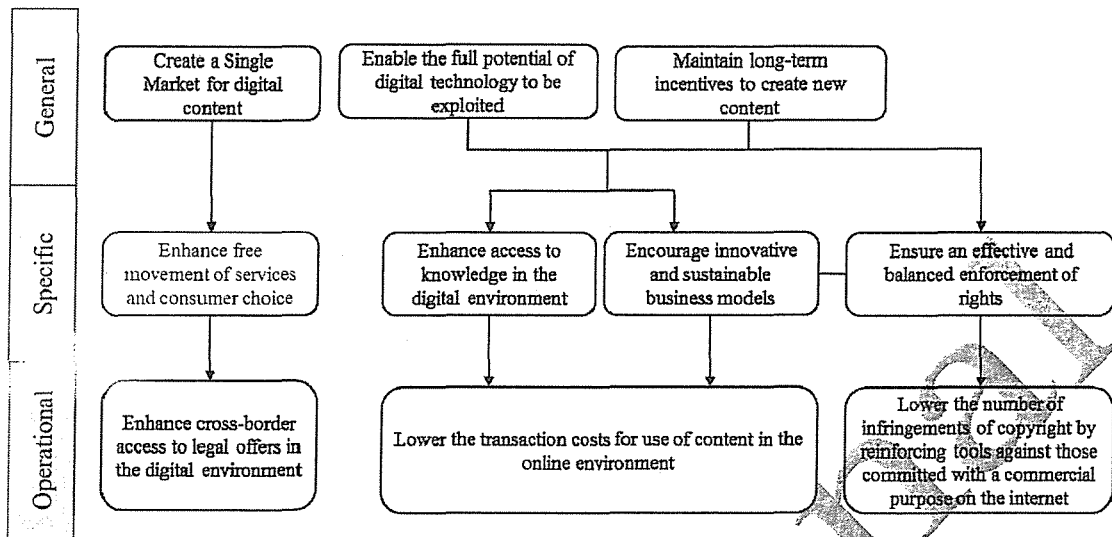 General
Create a Single
Market for digital
content
Enable the full potential of
digital technology to be
exploited
Maintain long-term
incentives to create new
content
Specific
Enhance free
movement of services
and consumer choice
Enhance access to
knowledge in the
digital environment
Encourage innovative
and sustainable
business models
Ensure an effective and
balanced enforcement of
rights
Operational
Enhance cross-border
access to legal offers in
the digital environment
Lower the transaction costs for use of content in the
online environment
Lower the number of
infringements of copyright by
reinforcing tools against those
committed with a commercial
purpose on the internet